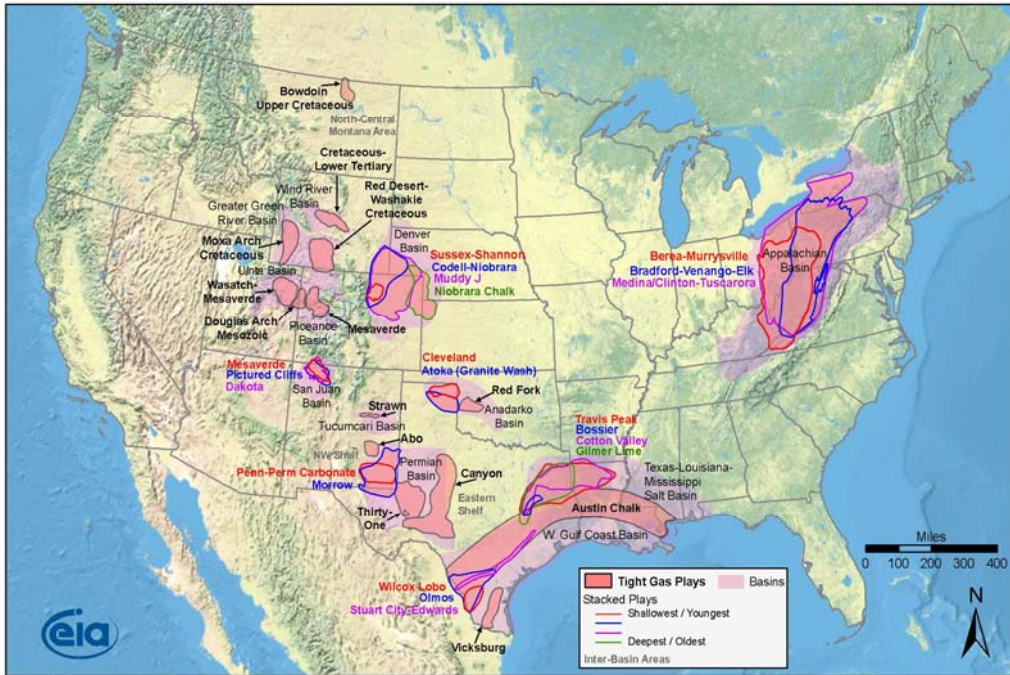 Bowdoin
Upper Cretaceous
North-Central
Montana Area
Cretaceous-
Lower Tertiary
Wind River
Basin
Red Desert-
Washakie
Cretaceous
Greater Green
River Basin
Moxa Arch
Cretaceous
Uinta Basin
Wasatch-
Mesaverde
Douglas Arch
Mesozoic
Piceance
Basin
Mesaverde
Denver
Basin
Sussex-Shannon
Codell-Niobrara
Muddy J
Niobrara Chalk
Berea-Murrysville
Bradford-Venango-Elk
Medina/Clinton-Tuscarora
Appalachian
Basin
Mesaverde
Pictured Cliffs
Dakota
San Juan
Basin
Cleveland
Atoka (Granite Wash)
Red Fork
Anadarko
Basin
Strawn
Tucumcari Basin
Abo
NW Shelf
Penn-Perm Carbonate
Morrow
Permian
Basin
Canyon
Eastern
Shelf
Thirty-
One
Travis Peak
Bossier
Cotton Valley
Gilmer Lime
Texas-Louisiana-
Mississippi
Salt Basin
Austin Chalk
W. Gulf Coast Basin
Wilcox Lobo
Olmos
Stuart City-Edwards
Vicksburg
Miles
0 100 200 300 400
N
Tight Gas Plays
Basins
Stacked Plays
Shallowest / Youngest
Deepest / Oldest
Inter-Basin Areas
eia